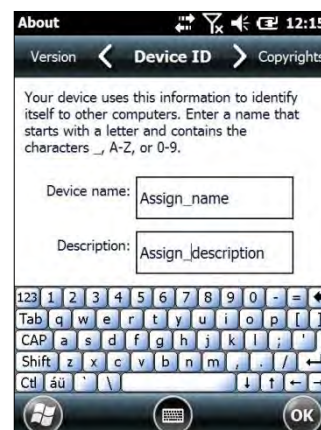 About 12:15
Version Device ID Copyrights
Your device uses this information to identify
itself to other computers. Enter a name that
starts with a letter and contains the
characters _, A-Z, or 0-9.
Device name: Assign_name
Description: Assign_description
123 1 2 3 4 5 6 7 8 9 0 - =
Tab q w e r t y u i o p [ ]
CAP a s d f g h j k l ; '
Shift z x c v b n m , . /
Ctl áü ` \
OK